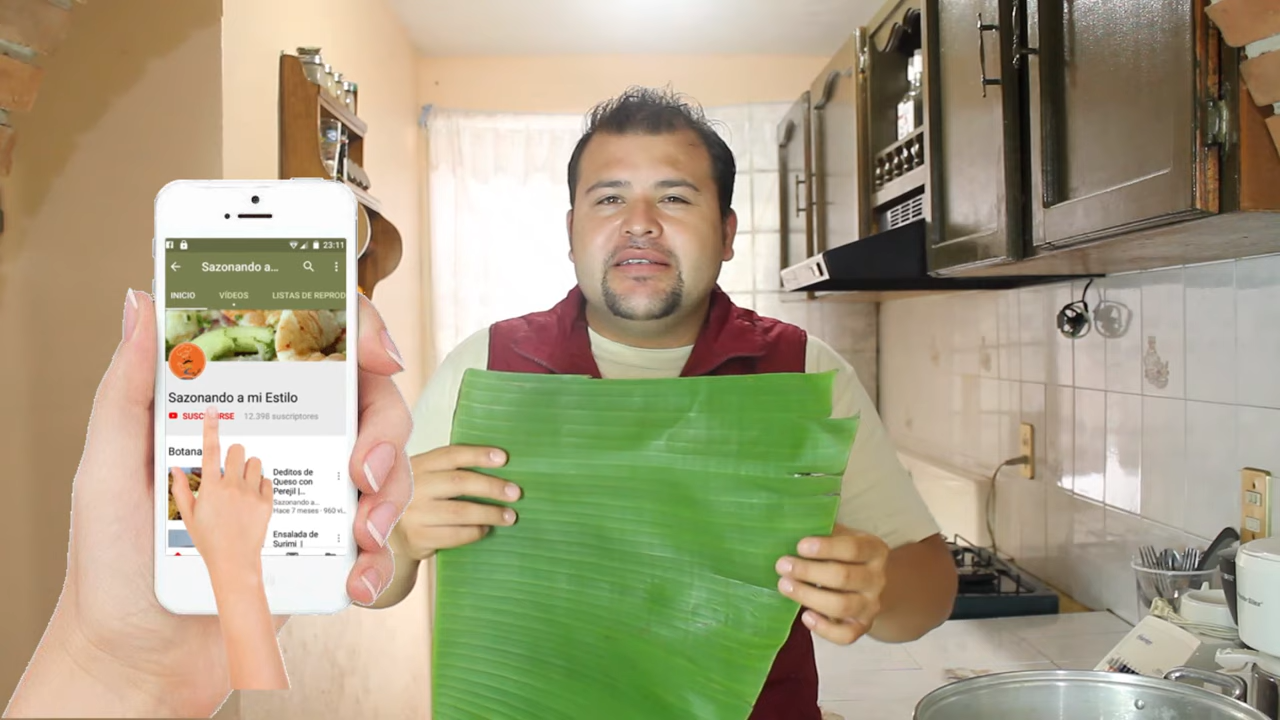 23:11
Sazonando a...
INICIO
VÍDEOS
LISTAS DE REPROD
Sazonando a mi Estilo
12.398 suscriptores
Botana
Deditos de
Queso con
Perejil |...
Sazonando a...
Hace 7 meses · 960 vi...
Ensalada de
Surimi |